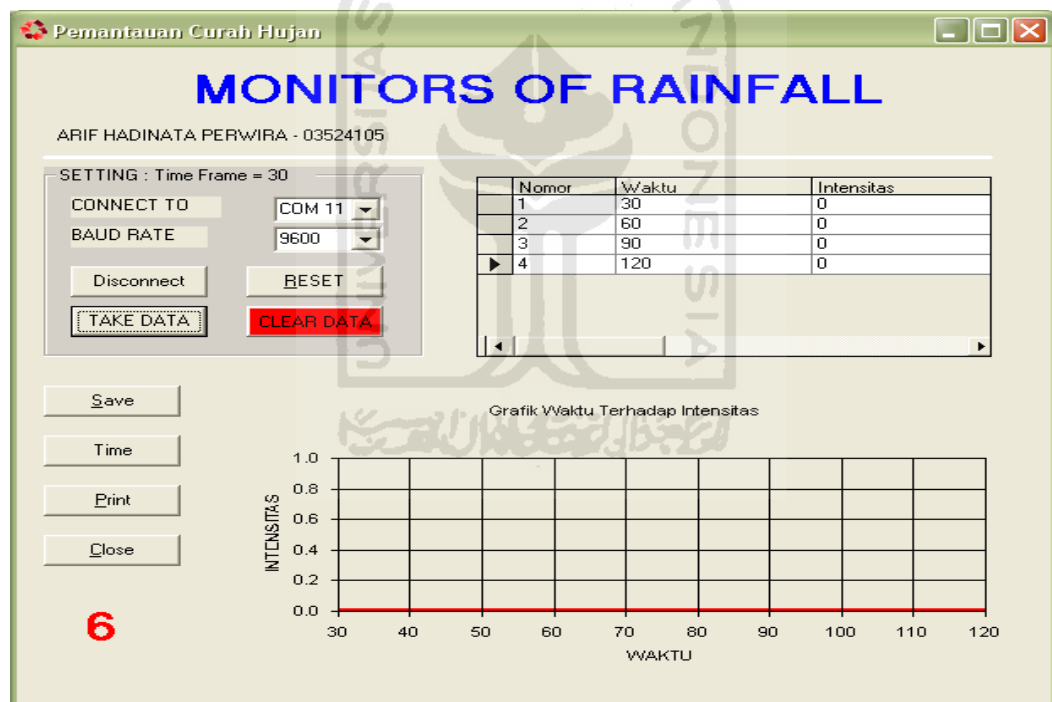 Pemantauan Curah Hujan
MONITORS OF RAINFALL
ARIF HADINATA PERWIRA - 03524105
SETTING : Time Frame = 30
CONNECT TO COM 11
BAUD RATE 9600
Disconnect RESET
TAKE DATA CLEAR DATA
Nomor Waktu Intensitas
1 30 0
2 60 0
3 90 0
4 120 0
Save
Time
Print
Close
6
Grafik Waktu Terhadap Intensitas
INTENSITAS
1.0
0.8
0.6
0.4
0.2
0.0
30 40 50 60 70 80 90 100 110 120
WAKTU
UNIVERSITAS
INDONESIA